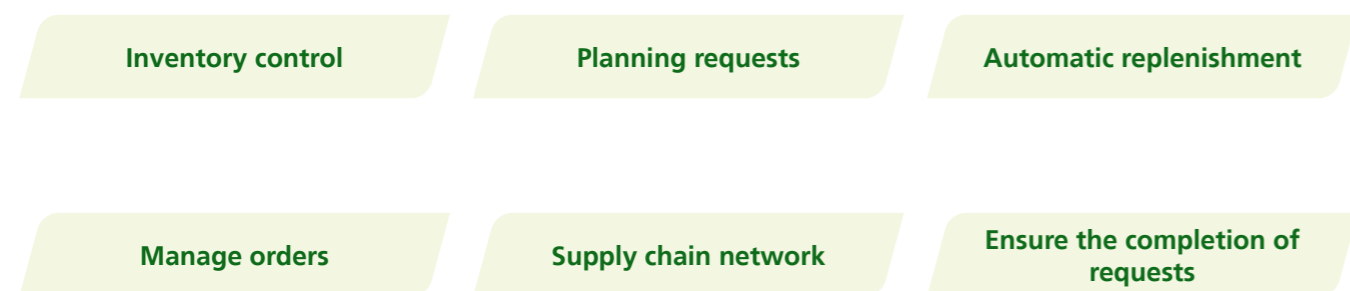 Inventory control
Planning requests
Automatic replenishment
Manage orders
Supply chain network
Ensure the completion of
requests